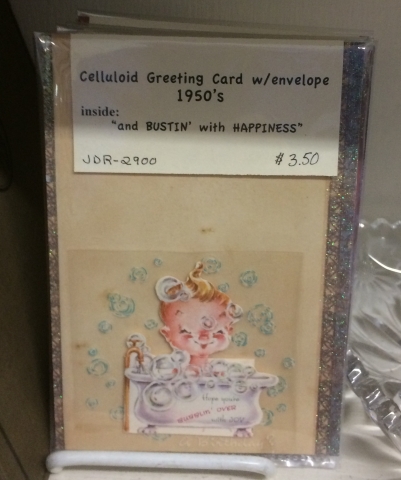 Celluloid Greeting Card w/envelope
1950's
inside:
"and BUSTIN' with HAPPINESS"
JDR-2900
$3.50
Hope you're
BUBBLIN' OVER